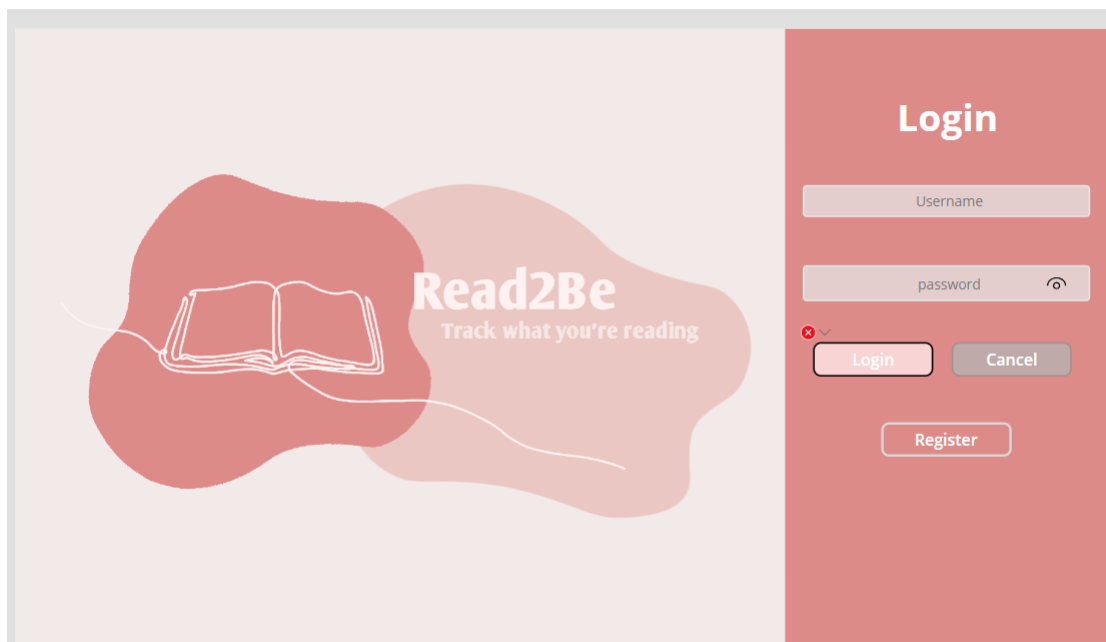 Login
Username
Read2Be
password
Track what you're reading
Login
Cancel
Register